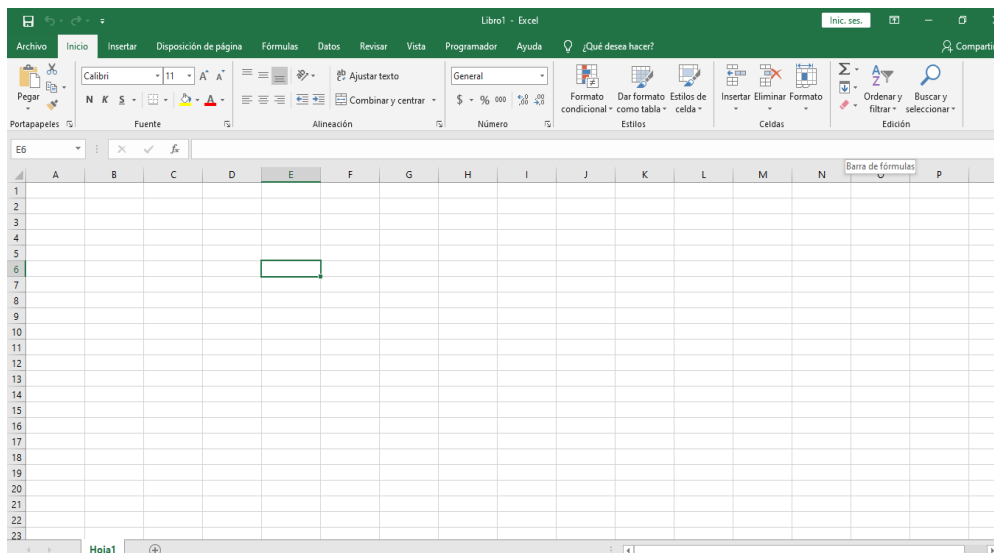 Libro1 - Excel
Inic. ses.
Archivo Inicio Insertar Disposición de página Fórmulas Datos Revisar Vista Programador Ayuda ¿Qué desea hacer? Comparti
Pegar
Calibri 11 A A
N K S A
ab Ajustar texto
Combinar y centrar
General
$ % 000
Formato condicional
Dar formato como tabla
Estilos de celda
Insertar Eliminar Formato
Ordenar y filtrar
Buscar y seleccionar
Portapapeles Fuente Alineación Número Estilos Celdas Edición
E6 fx
Barra de fórmulas
A B C D E F G H I J K L M N O P
1
2
3
4
5
6
7
8
9
10
11
12
13
14
15
16
17
18
19
20
21
22
23
Hoja1